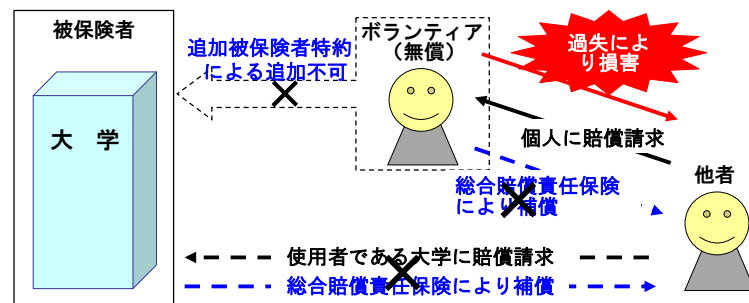 被保険者
大　学
追加被保険者特約
による追加不可
ボランティア
（無償）
過失によ
り損害
個人に賠償請求
総合賠償責任保険
により補償
他者
使用者である大学に賠償請求
総合賠償責任保険により補償